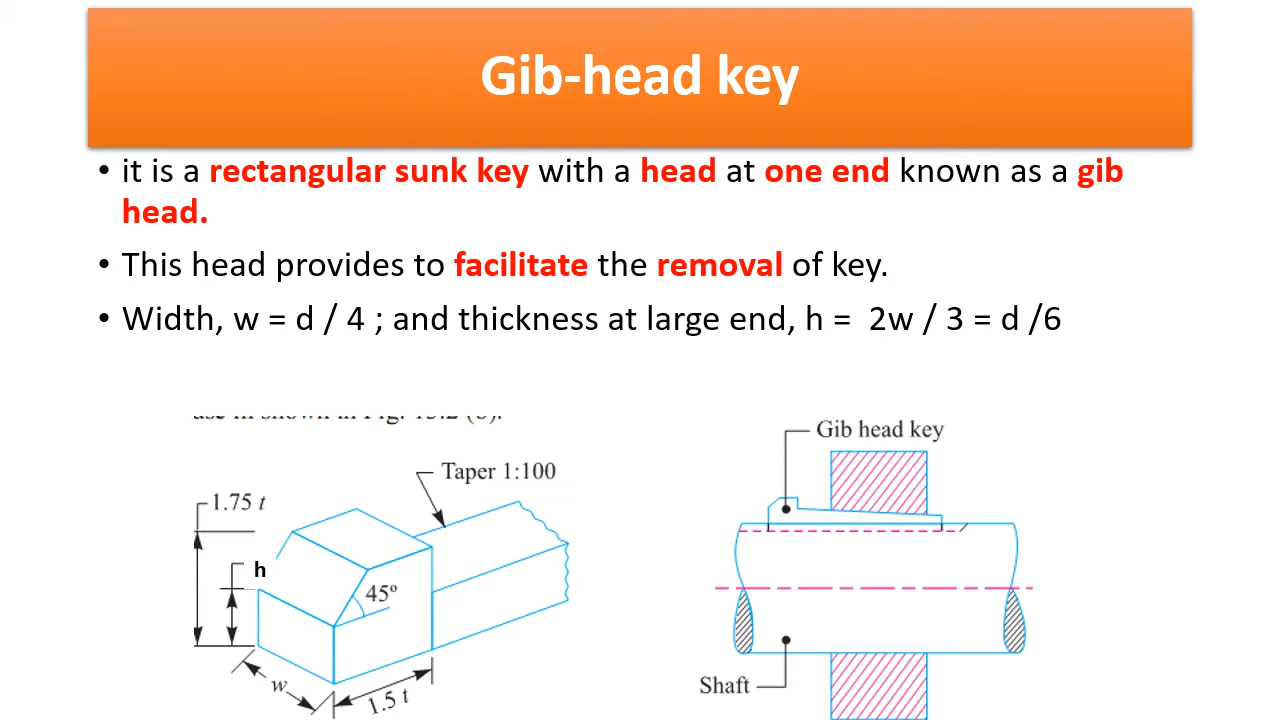 Gib-head key
• it is a rectangular sunk key with a head at one end known as a gib
head.
• This head provides to facilitate the removal of key.
• Width, w = d / 4 ; and thickness at large end, h = 2w / 3 = d /6
Gib head key
Taper 1:100
1.75 t
h
45º
w
1.5 t
Shaft